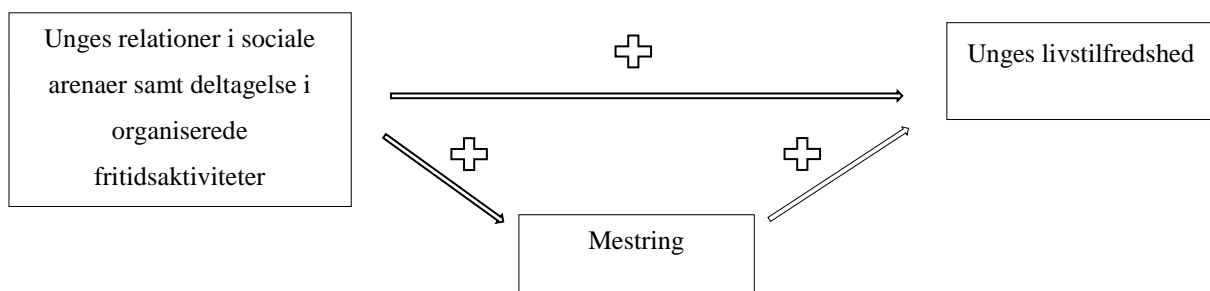 Unges relationer i sociale
arenaer samt deltagelse i
organiserede
fritidsaktiviteter
Unges livstilfredshed
Mestring